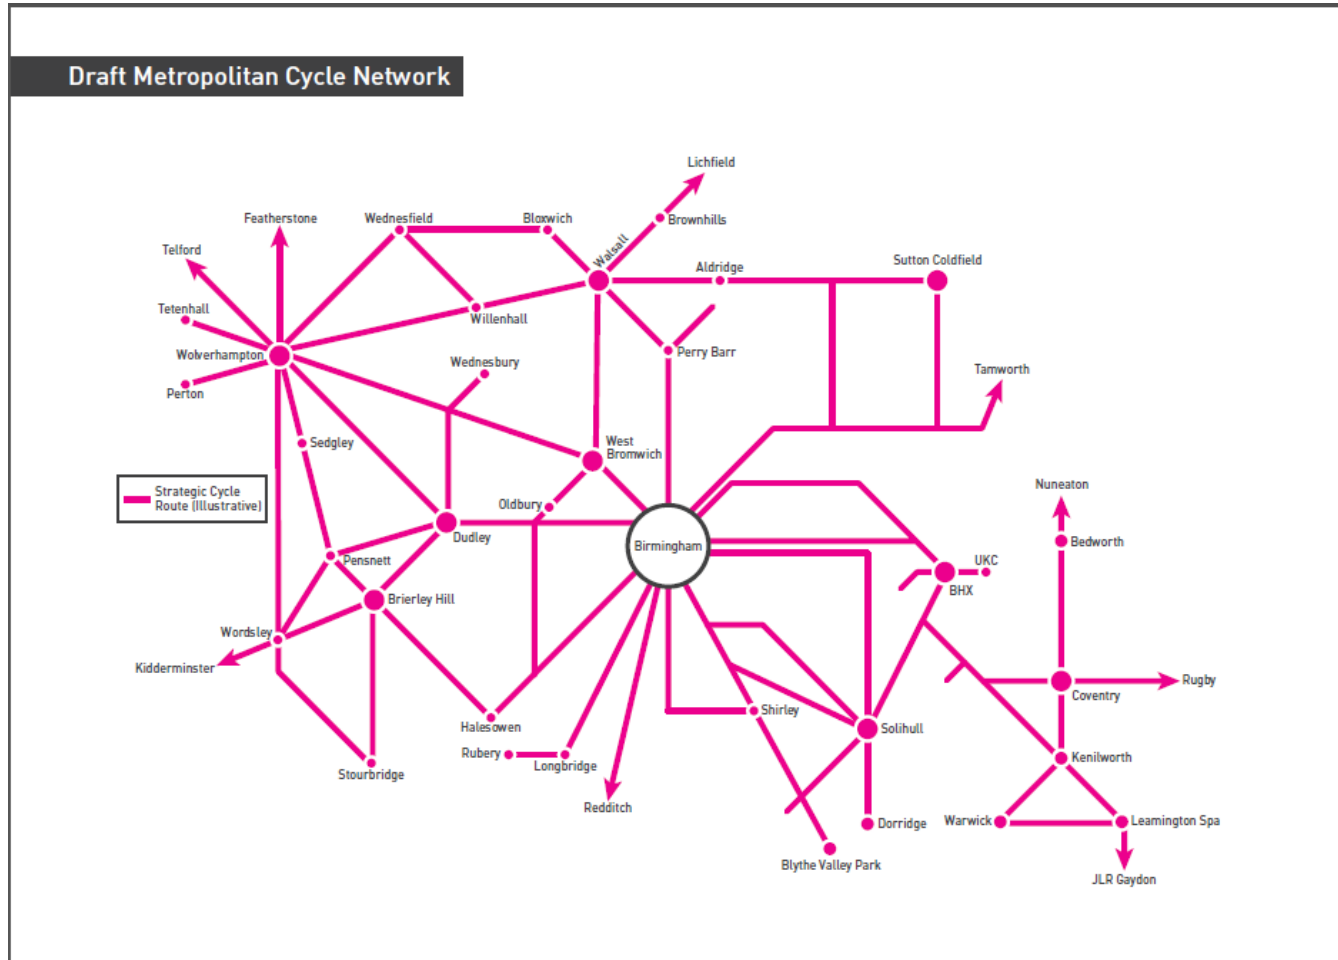 Draft Metropolitan Cycle Network
Lichfield
Featherstone
Wednesfield
Bloxwich
Brownhills
Telford
Walsall
Aldridge
Sutton Coldfield
Tetenhall
Willenhall
Wolverhampton
Wednesbury
Perry Barr
Tamworth
Perton
Sedgley
West
Bromwich
Strategic Cycle
Route (Illustrative)
Oldbury
Nuneaton
Dudley
Birmingham
Bedworth
Pensnett
UKC
BHX
Brierley Hill
Wordsley
Kidderminster
Rugby
Coventry
Shirley
Halesowen
Solihull
Rubery
Longbridge
Kenilworth
Stourbridge
Redditch
Dorridge
Warwick
Leamington Spa
Blythe Valley Park
JLR Gaydon